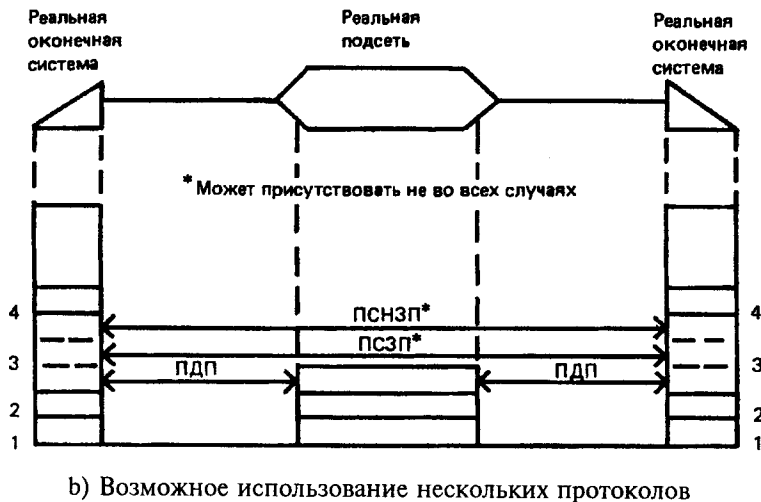 Реальная
оконечная
система
Реальная
подсеть
Реальная
оконечная
система
* Может присутствовать не во всех случаях
4
ПСНЗП*
4
ПСЗП*
3
ПДП
ПДП
3
2
2
1
1
b) Возможное использование нескольких протоколов